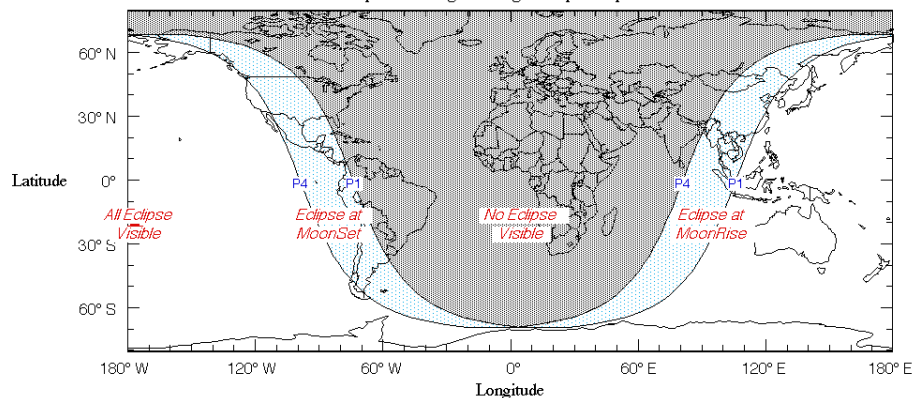 60° N
30° N
Latitude
0°
30° S
60° S
P4
P1
P4
P1
All Eclipse
Visible
Eclipse at
MoonSet
No Eclipse
Visible
Eclipse at
MoonRise
180° W
120° W
60° W
0°
60° E
120° E
180° E
Longitude